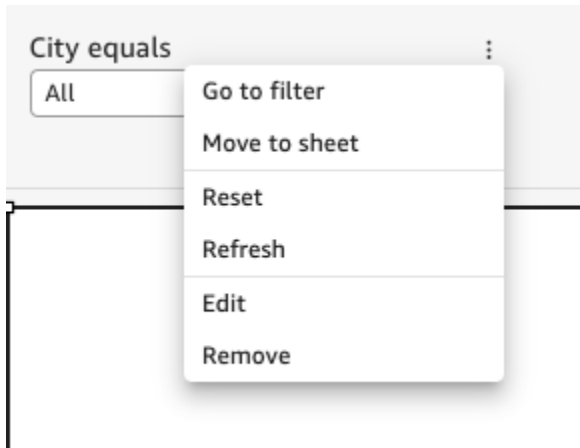 City equals
All
Go to filter
Move to sheet
Reset
Refresh
Edit
Remove